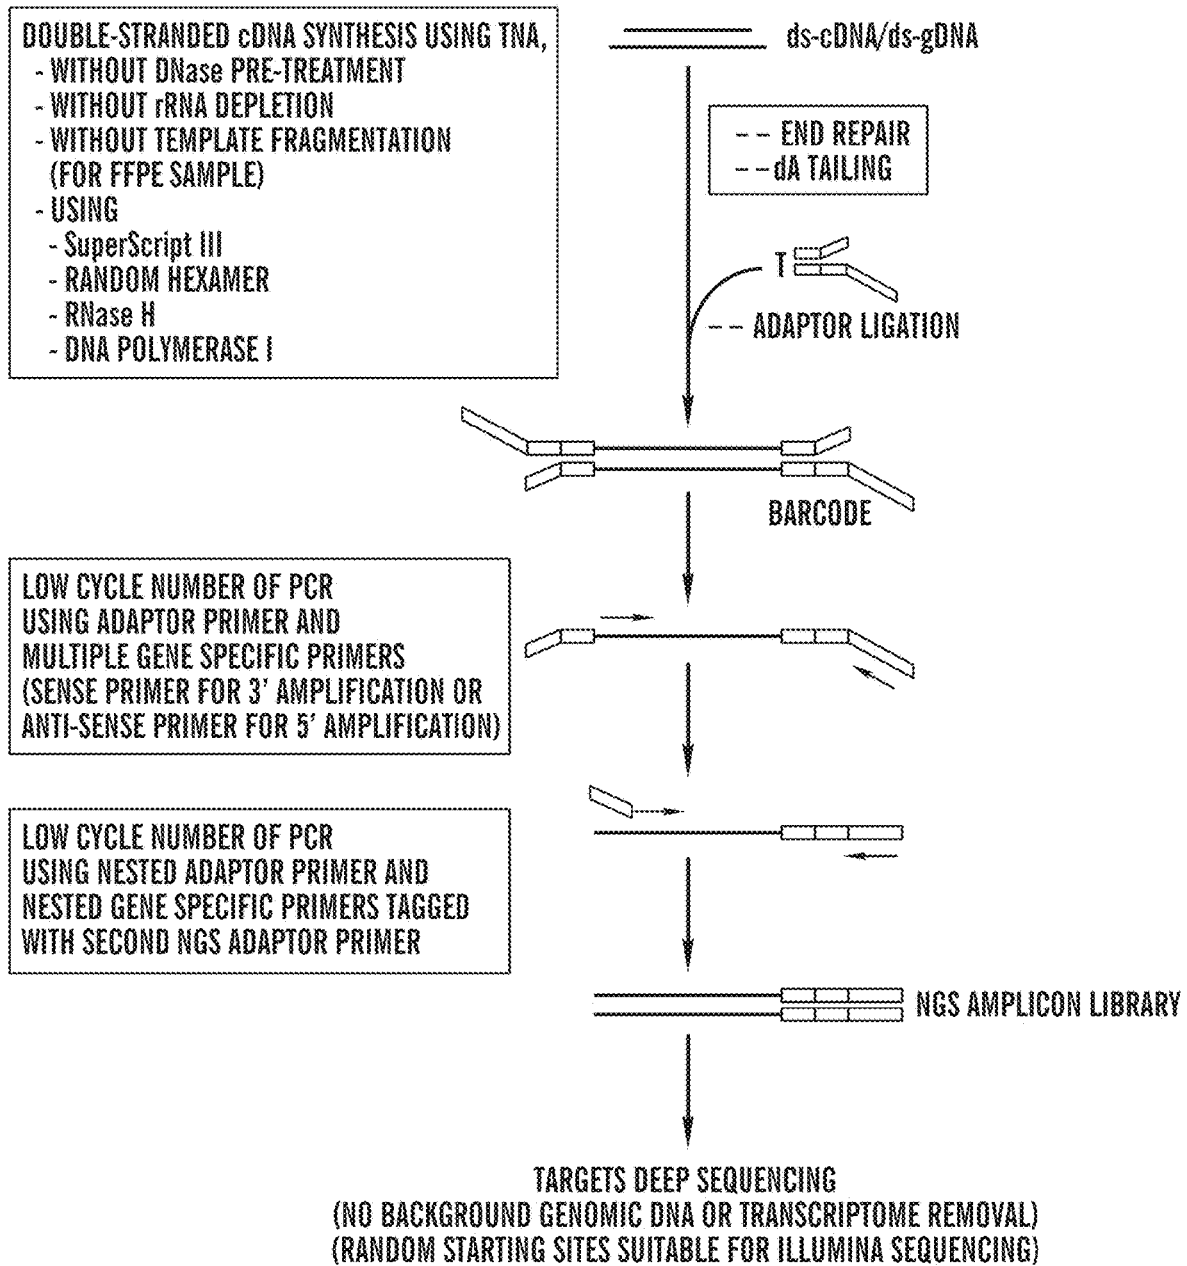 DOUBLE-STRANDED cDNA SYNTHESIS USING TNA,
- WITHOUT DNase PRE-TREATMENT
- WITHOUT rRNA DEPLETION
- WITHOUT TEMPLATE FRAGMENTATION
(FOR FFPE SAMPLE)
- USING
- SuperScript III
- RANDOM HEXAMER
- RNase H
- DNA POLYMERASE I
ds-cDNA/ds-gDNA
-- END REPAIR
-- dA TAILING
T
-- ADAPTOR LIGATION
BARCODE
LOW CYCLE NUMBER OF PCR
USING ADAPTOR PRIMER AND
MULTIPLE GENE SPECIFIC PRIMERS
(SENSE PRIMER FOR 3' AMPLIFICATION OR
ANTI-SENSE PRIMER FOR 5' AMPLIFICATION)
LOW CYCLE NUMBER OF PCR
USING NESTED ADAPTOR PRIMER AND
NESTED GENE SPECIFIC PRIMERS TAGGED
WITH SECOND NGS ADAPTOR PRIMER
NGS AMPLICON LIBRARY
TARGETS DEEP SEQUENCING
(NO BACKGROUND GENOMIC DNA OR TRANSCRIPTOME REMOVAL)
(RANDOM STARTING SITES SUITABLE FOR ILLUMINA SEQUENCING)